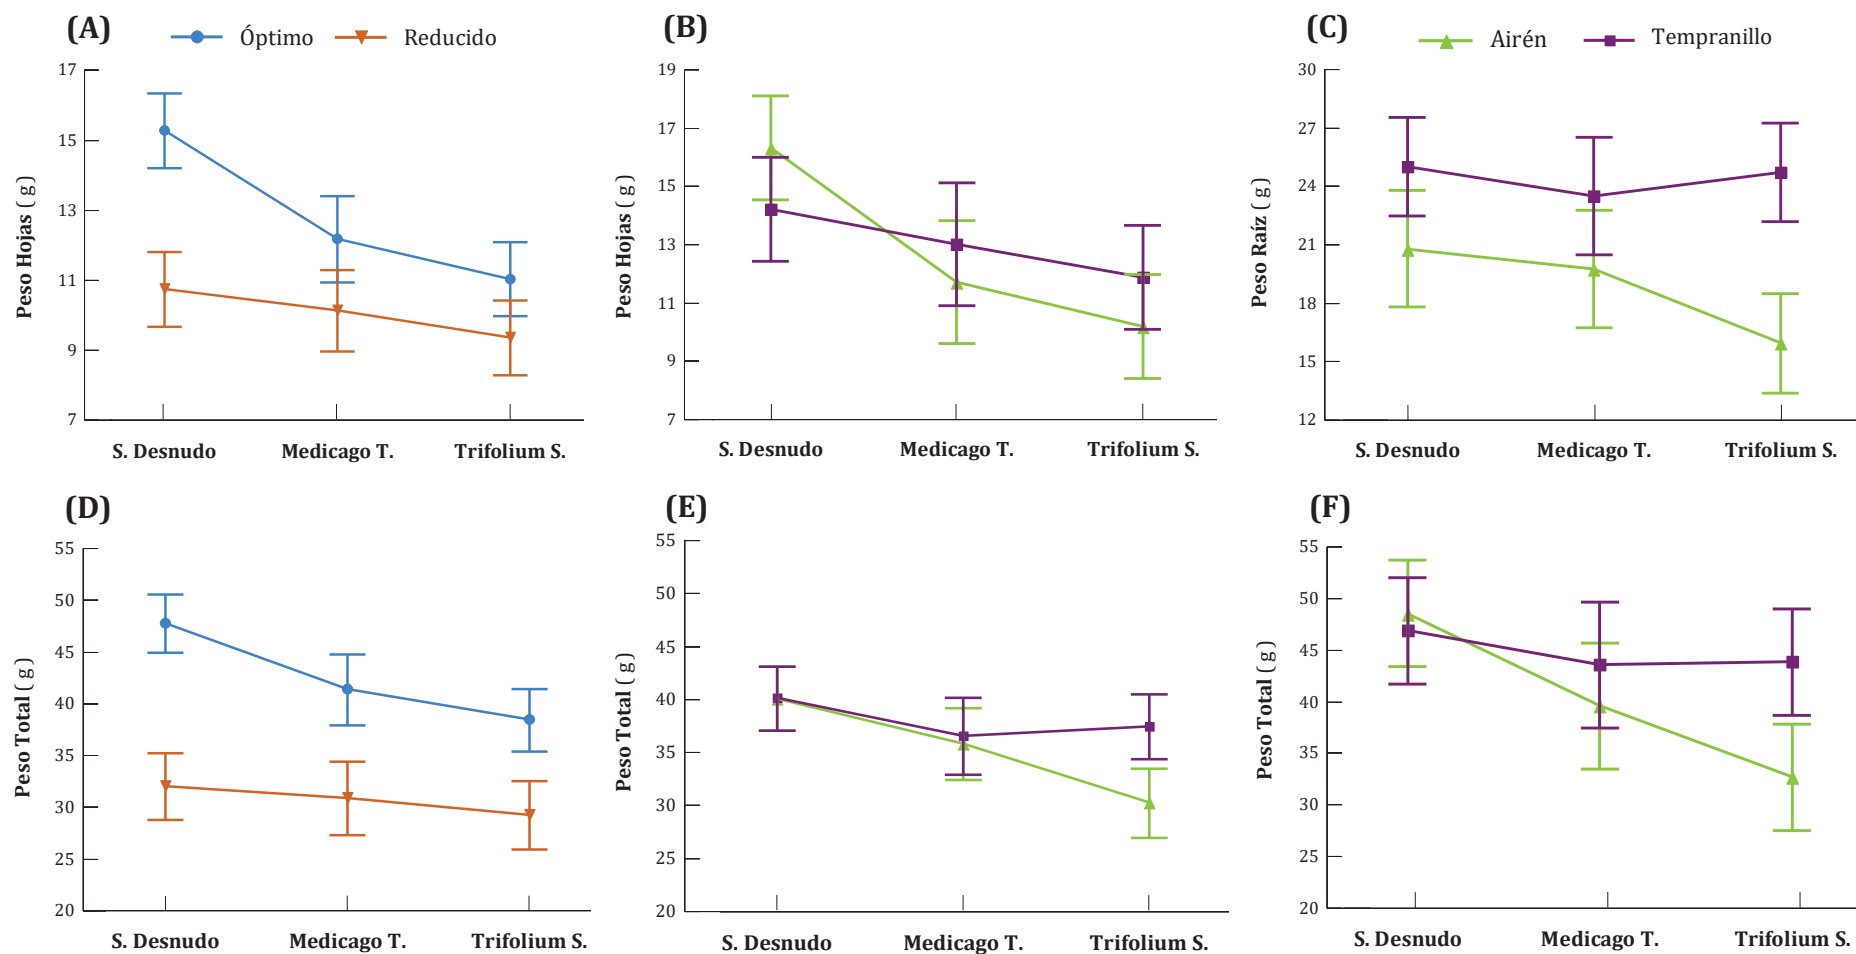 (A)
Óptimo
Reducido
(B)
(C)
Airén
Tempranillo
17
15
13
11
9
7
Peso Hojas ( g)
S. Desnudo
Medicago T.
Trifolium S.
19
17
15
13
11
9
7
Peso Hojas ( g)
S. Desnudo
Medicago T.
Trifolium S.
30
27
24
21
18
15
12
Peso Raíz ( g)
S. Desnudo
Medicago T.
Trifolium S.
(D)
55
50
45
40
35
30
25
20
Peso Total ( g)
S. Desnudo
Medicago T.
Trifolium S.
(E)
55
50
45
40
35
30
25
20
Peso Total ( g)
S. Desnudo
Medicago T.
Trifolium S.
(F)
55
50
45
40
35
30
25
20
Peso Total ( g)
S. Desnudo
Medicago T.
Trifolium S.